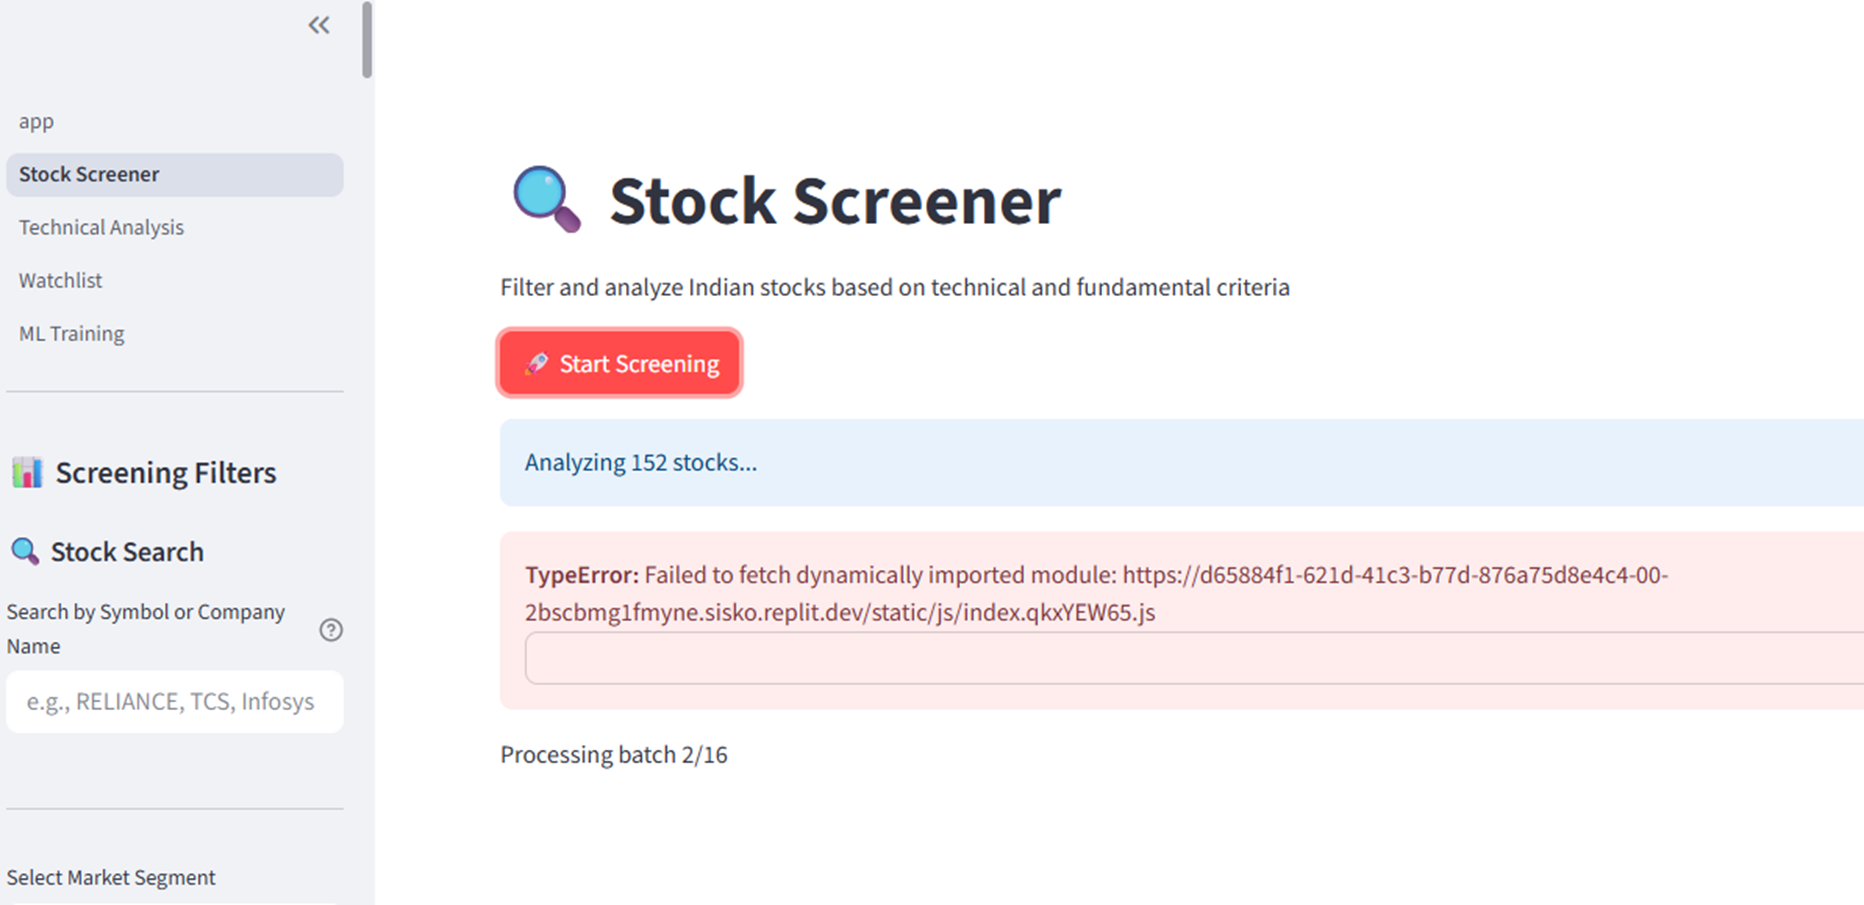 app
Stock Screener
Technical Analysis
Watchlist
ML Training
Screening Filters
Stock Search
Search by Symbol or Company
Name
e.g., RELIANCE, TCS, Infosys
Select Market Segment
Stock Screener
Filter and analyze Indian stocks based on technical and fundamental criteria
Start Screening
Analyzing 152 stocks...
TypeError: Failed to fetch dynamically imported module: https://d65884f1-621d-41c3-b77d-876a75d8e4c4-00-
2bscbmg1fmyne.sisko.replit.dev/static/js/index.qkxYEW65.js
Processing batch 2/16